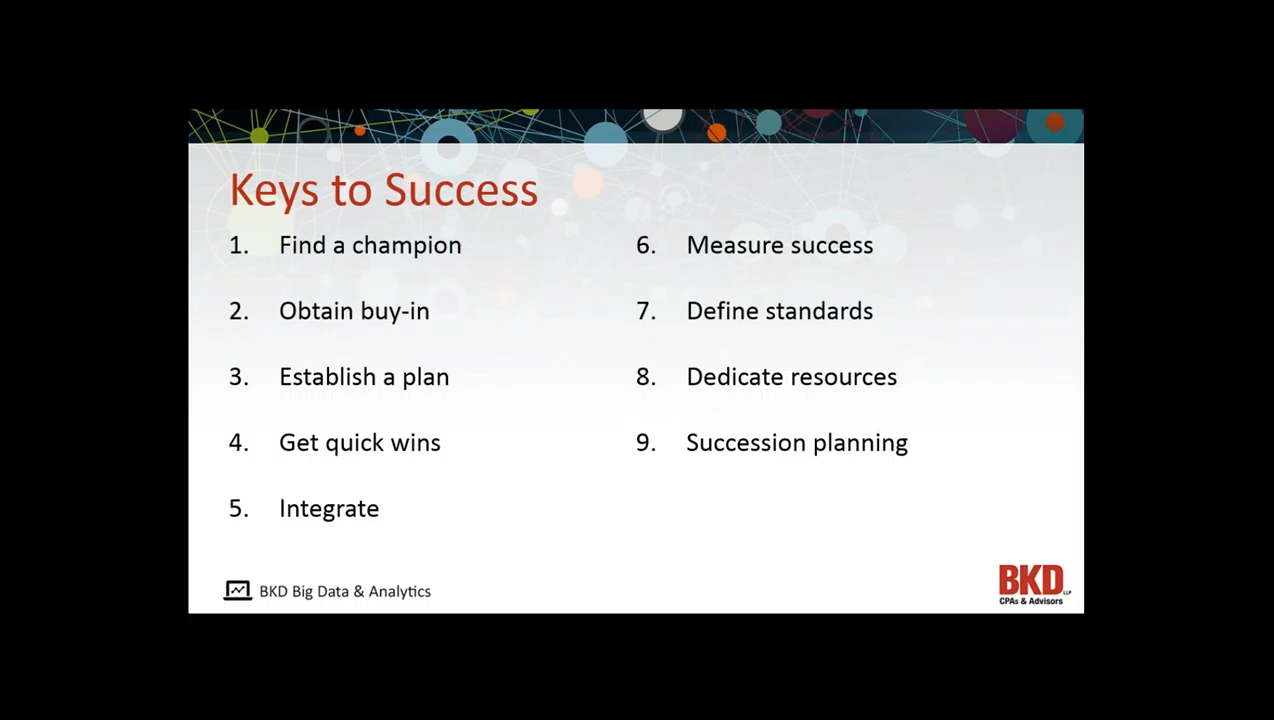 Keys to Success
1. Find a champion
2. Obtain buy-in
3. Establish a plan
4. Get quick wins
5. Integrate
6. Measure success
7. Define standards
8. Dedicate resources
9. Succession planning
BKD Big Data & Analytics
BKD LLP
CPAs & Advisors